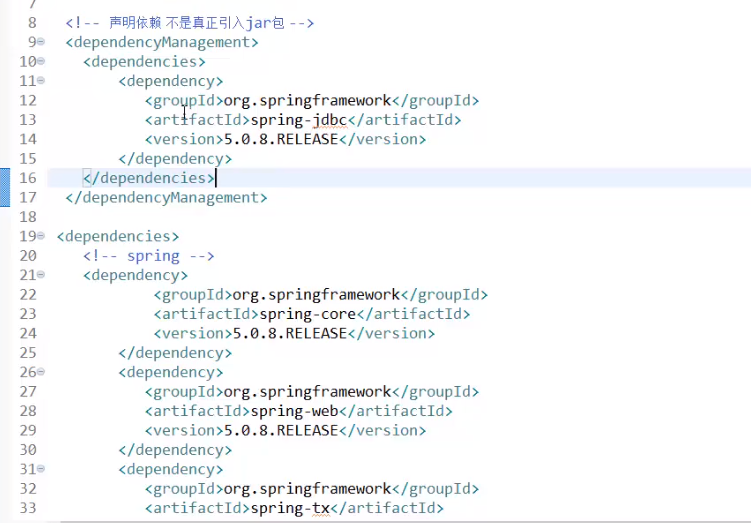 7
8 <!-- 声明依赖 不是真正引入jar包 -->
9 <dependencyManagement>
10 <dependencies>
11 <dependency>
12 <groupId>org.springframework</groupId>
13 <artifactId>spring-jdbc</artifactId>
14 <version>5.0.8.RELEASE</version>
15 </dependency>
16 </dependencies>
17 </dependencyManagement>
18
19 <dependencies>
20 <!-- spring -->
21 <dependency>
22 <groupId>org.springframework</groupId>
23 <artifactId>spring-core</artifactId>
24 <version>5.0.8.RELEASE</version>
25 </dependency>
26 <dependency>
27 <groupId>org.springframework</groupId>
28 <artifactId>spring-web</artifactId>
29 <version>5.0.8.RELEASE</version>
30 </dependency>
31 <dependency>
32 <groupId>org.springframework</groupId>
33 <artifactId>spring-tx</artifactId>